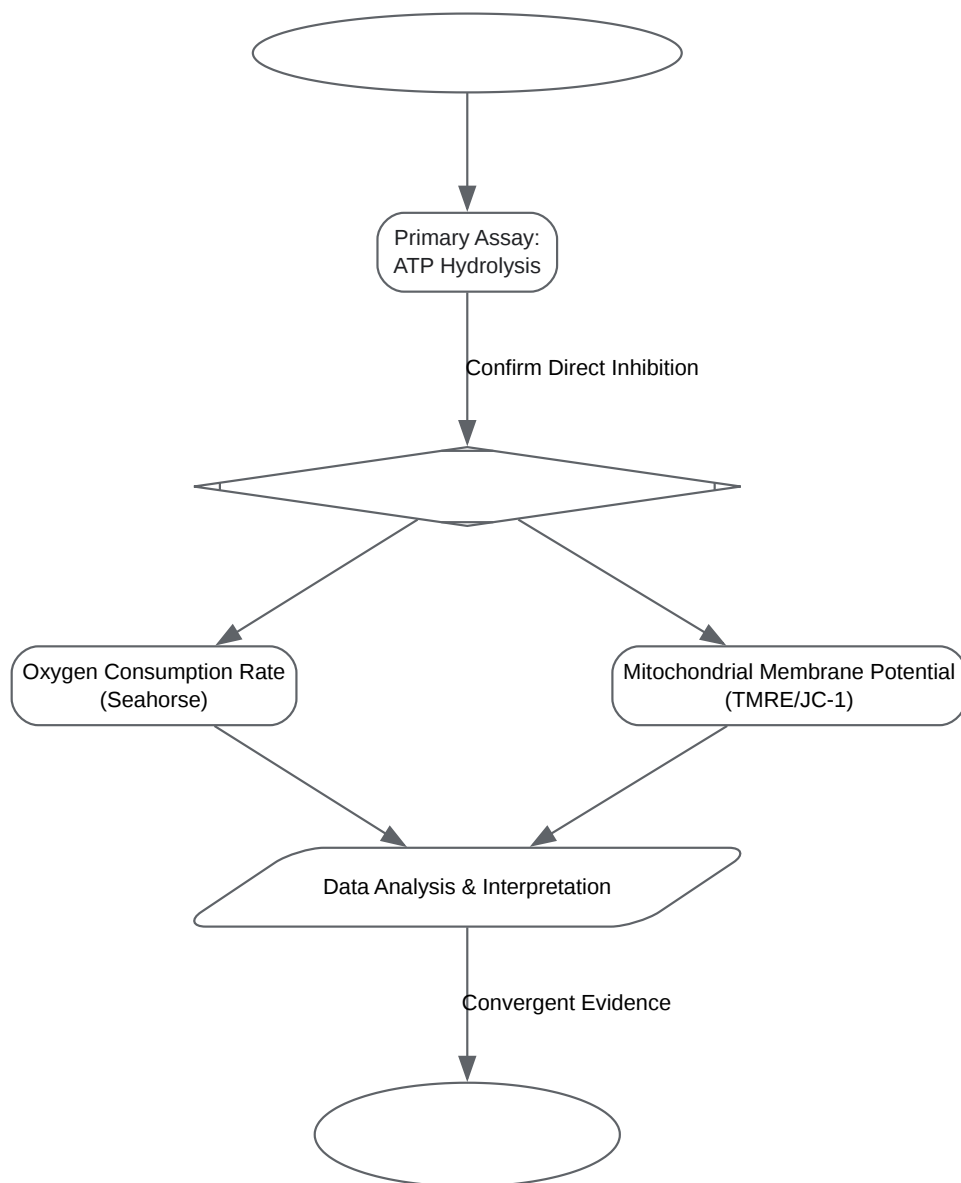 Primary Assay:
ATP Hydrolysis
Confirm Direct Inhibition
Oxygen Consumption Rate
(Seahorse)
Mitochondrial Membrane Potential
(TMRE/JC-1)
Data Analysis & Interpretation
Convergent Evidence